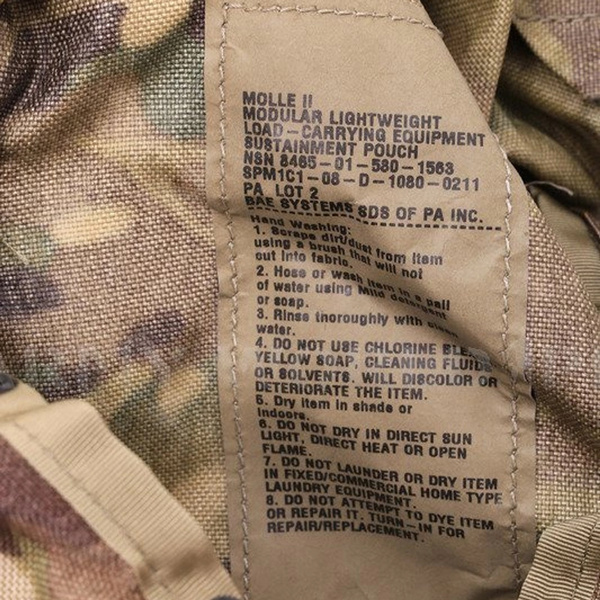 MOLLE II
MODULAR LIGHTWEIGHT
LOAD-CARRYING EQUIPMENT
SUSTAINMENT POUCH
NSN 8465-01-580-1563
SPM1C1-08-D-1080-0211
PA LOT 2
BAE SYSTEMS SDS OF PA INC.
Hand Washing:
1. Scrape dirt/dust from item
using a brush that will not
cut into fabric.
2. Hose or wash item in a pail
of water using Mild detergent
or soap.
3. Rinse thoroughly with clean
water.
4. DO NOT USE CHLORINE BLEACH,
YELLOW SOAP, CLEANING FLUIDS
OR SOLVENTS. WILL DISCOLOR OR
DETERIORATE THE ITEM.
5. Dry item in shade or
indoors.
6. DO NOT DRY IN DIRECT SUN
LIGHT, DIRECT HEAT OR OPEN
FLAME.
7. DO NOT LAUNDER OR DRY ITEM
IN FIXED/COMMERCIAL HOME TYPE
LAUNDRY EQUIPMENT.
8. DO NOT ATTEMPT TO DYE ITEM
OR REPAIR IT. TURN-IN FOR
REPAIR/REPLACEMENT.